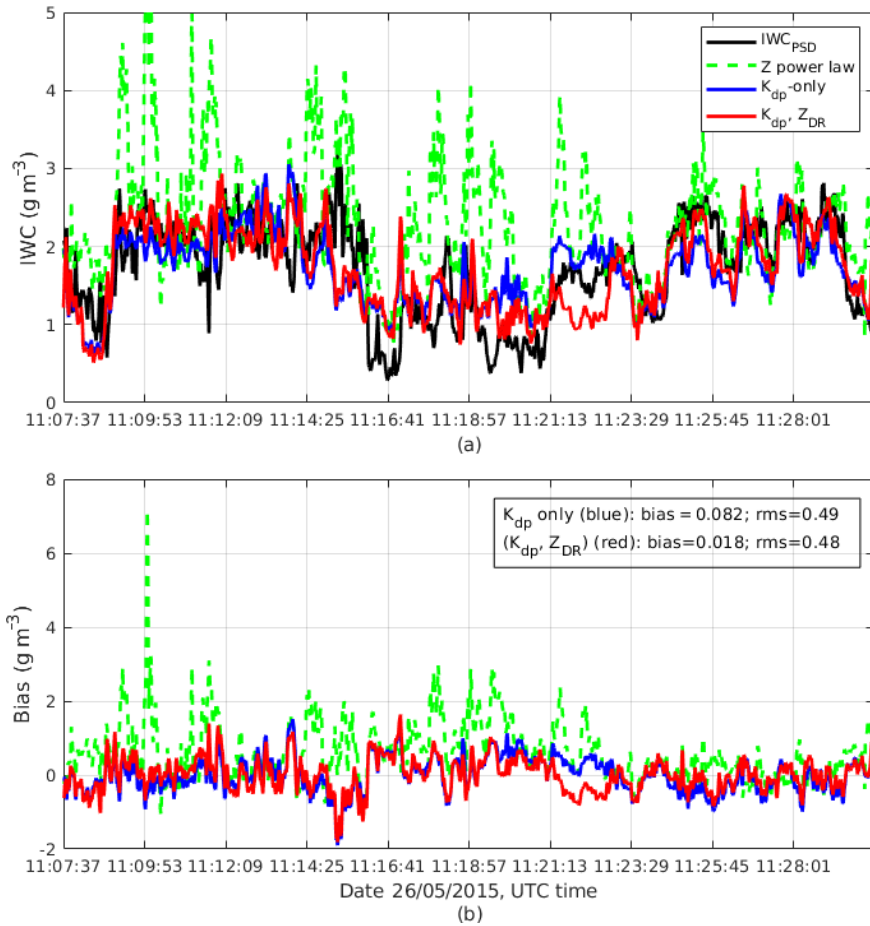 5
4
3
2
1
0
IWC (g m⁻³)
IWC_PSD
Z power law
K_dp-only
K_dp, Z_DR
11:07:37 11:09:53 11:12:09 11:14:25 11:16:41 11:18:57 11:21:13 11:23:29 11:25:45 11:28:01
(a)
8
6
4
2
0
-2
Bias (g m⁻³)
K_dp only (blue): bias = 0.082; rms=0.49
(K_dp, Z_DR) (red): bias=0.018; rms=0.48
11:07:37 11:09:53 11:12:09 11:14:25 11:16:41 11:18:57 11:21:13 11:23:29 11:25:45 11:28:01
Date 26/05/2015, UTC time
(b)